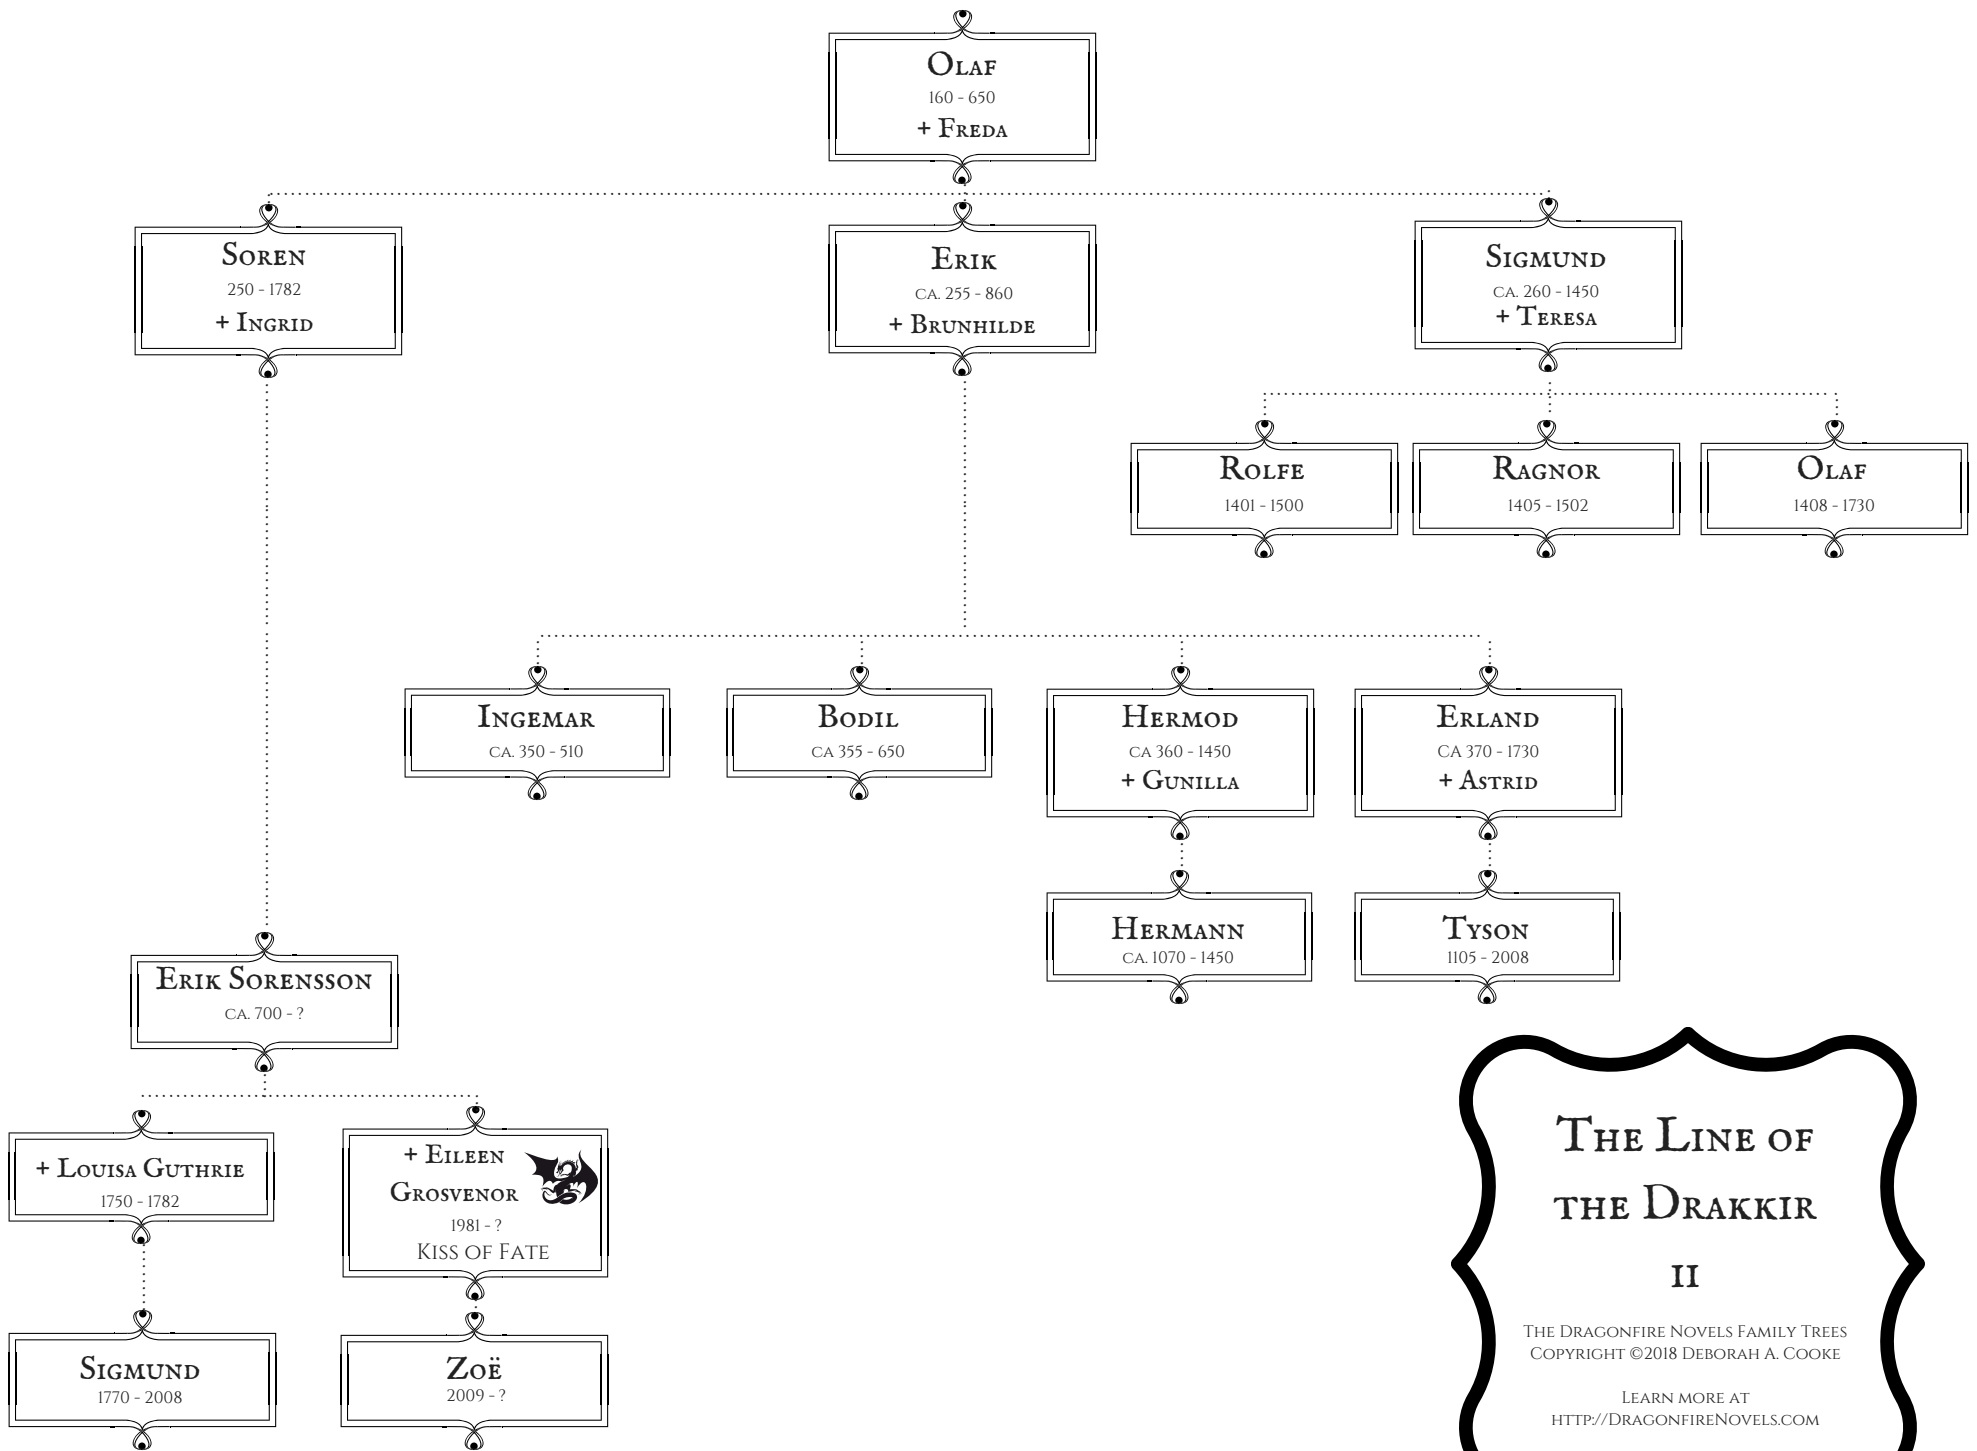 Olaf
160 - 650
+ Freda
Soren
250 - 1782
+ Ingrid
Erik
ca. 255 - 860
+ Brunhilde
Sigmund
ca. 260 - 1450
+ Teresa
Rolfe
1401 - 1500
Ragnor
1405 - 1502
Olaf
1408 - 1730
Ingemar
ca. 350 - 510
Bodil
ca 355 - 650
Hermod
ca 360 - 1450
+ Gunilla
Erland
ca 370 - 1730
+ Astrid
Hermann
ca. 1070 - 1450
Tyson
1105 - 2008
Erik Sorensson
ca. 700 - ?
+ Louisa Guthrie
1750 - 1782
+ Eileen
Grosvenor
1981 - ?
Kiss of Fate
Sigmund
1770 - 2008
Zoë
2009 - ?
The Line of
the Drakkir
II
The Dragonfire Novels Family Trees
Copyright ©2018 Deborah A. Cooke
Learn more at
http://DragonfireNovels.com